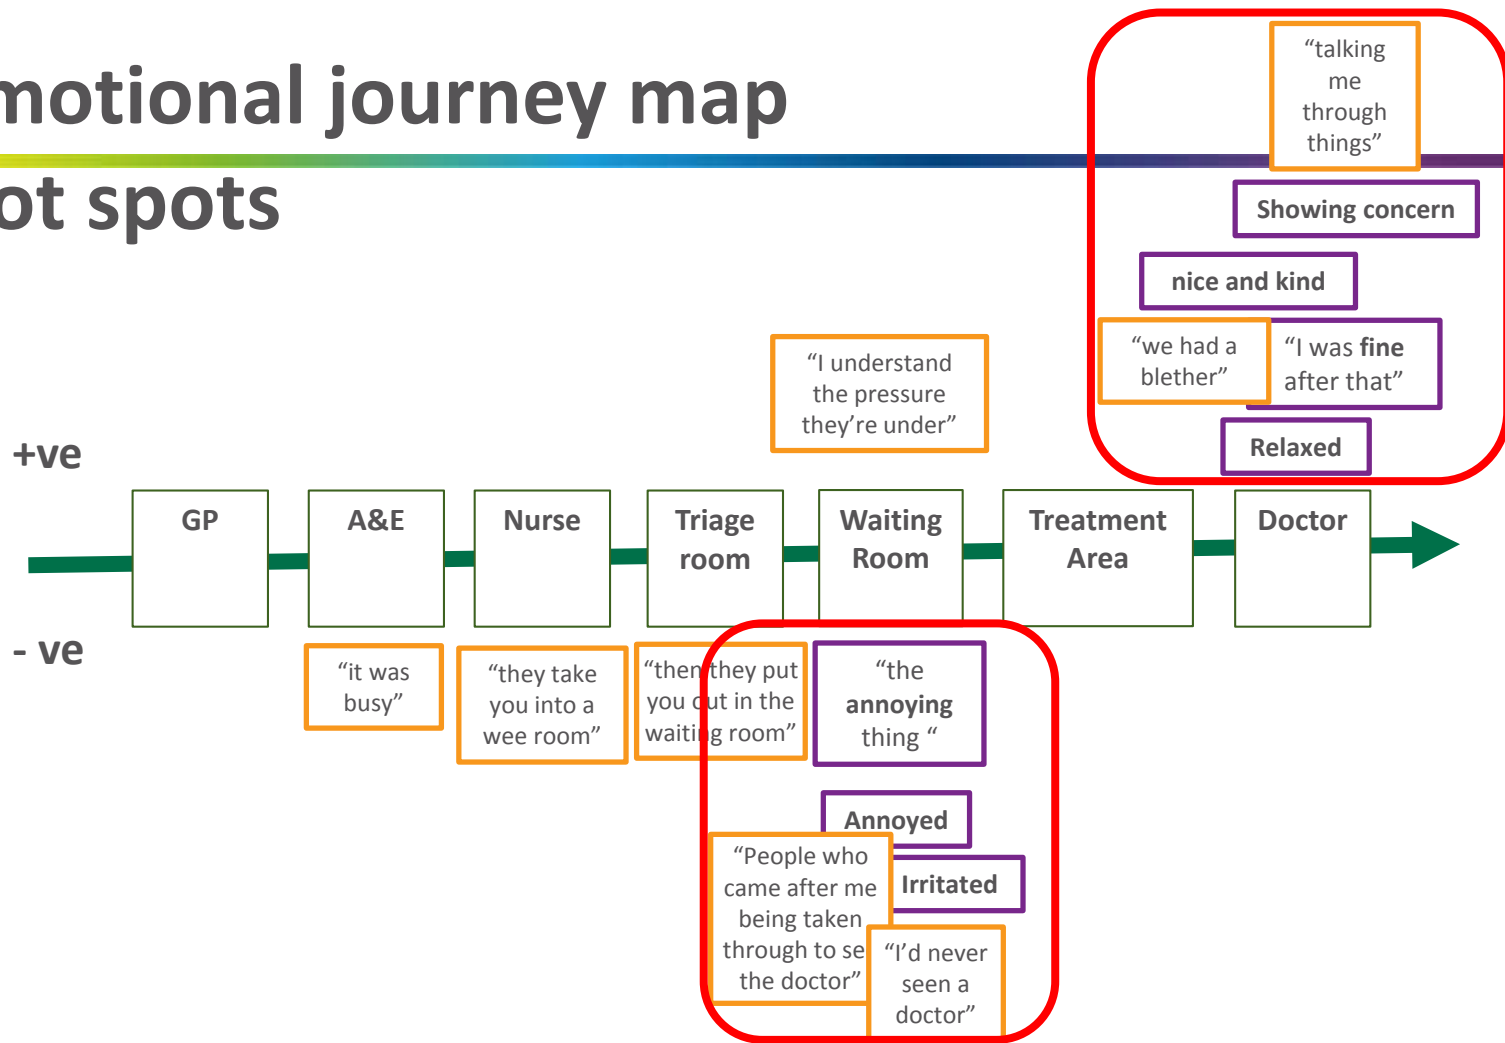 motional journey map
ot spots
“talking
me
through
things”
Showing concern
nice and kind
“we had a
blether”
“I was fine
after that”
Relaxed
“I understand
the pressure
they’re under”
+ve
GP
A&E
Nurse
Triage
room
Waiting
Room
Treatment
Area
Doctor
- ve
“it was
busy”
“they take
you into a
wee room”
“then they put
you out in the
waiting room”
“the
annoying
thing “
Annoyed
Irritated
“People who
came after me
being taken
through to se
the doctor”
“I’d never
seen a
doctor”